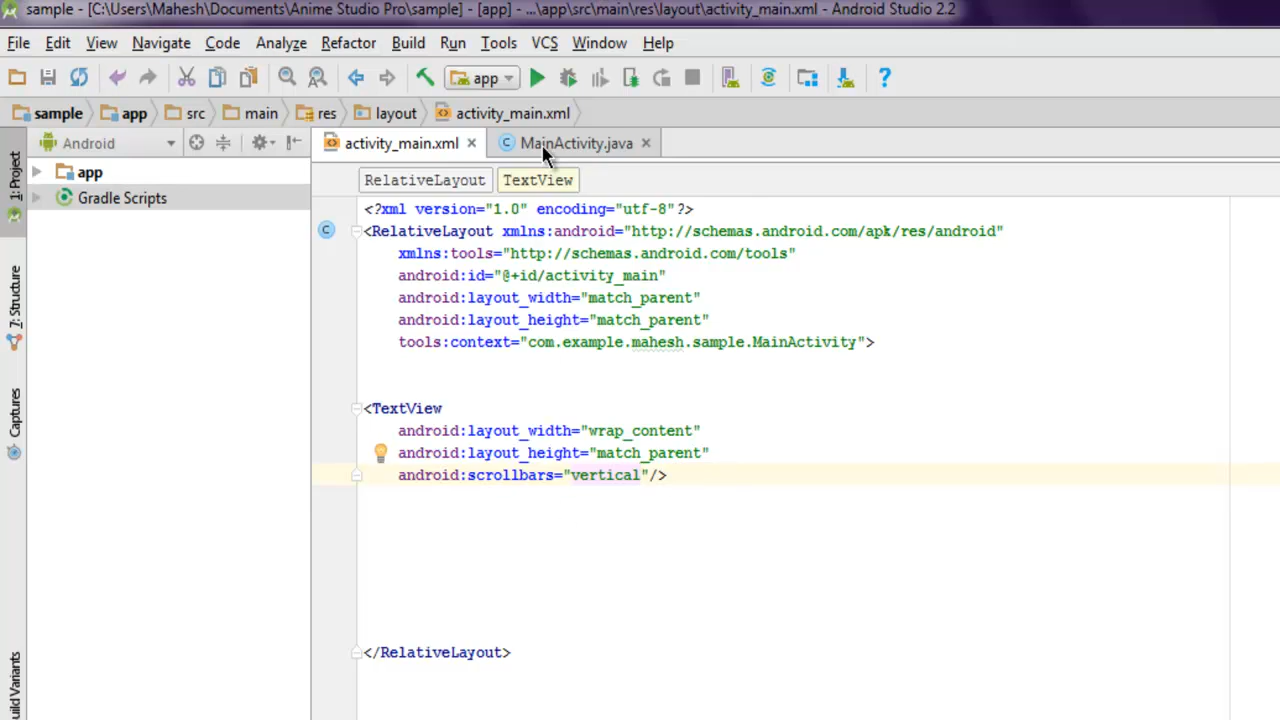 sample - [C:\Users\Mahesh\Documents\Anime Studio Pro\sample] - [app] - ...\app\src\main\res\layout\activity_main.xml - Android Studio 2.2
File Edit View Navigate Code Analyze Refactor Build Run Tools VCS Window Help
app
sample app src main res layout activity_main.xml
Android activity_main.xml MainActivity.java
1: Project
app
Gradle Scripts
7: Structure
Captures
RelativeLayout TextView
<?xml version="1.0" encoding="utf-8"?>
<RelativeLayout xmlns:android="http://schemas.android.com/apk/res/android"
xmlns:tools="http://schemas.android.com/tools"
android:id="@+id/activity_main"
android:layout_width="match_parent"
android:layout_height="match_parent"
tools:context="com.example.mahesh.sample.MainActivity">
<TextView
android:layout_width="wrap_content"
android:layout_height="match_parent"
android:scrollbars="vertical"/>
</RelativeLayout>
uild Variants